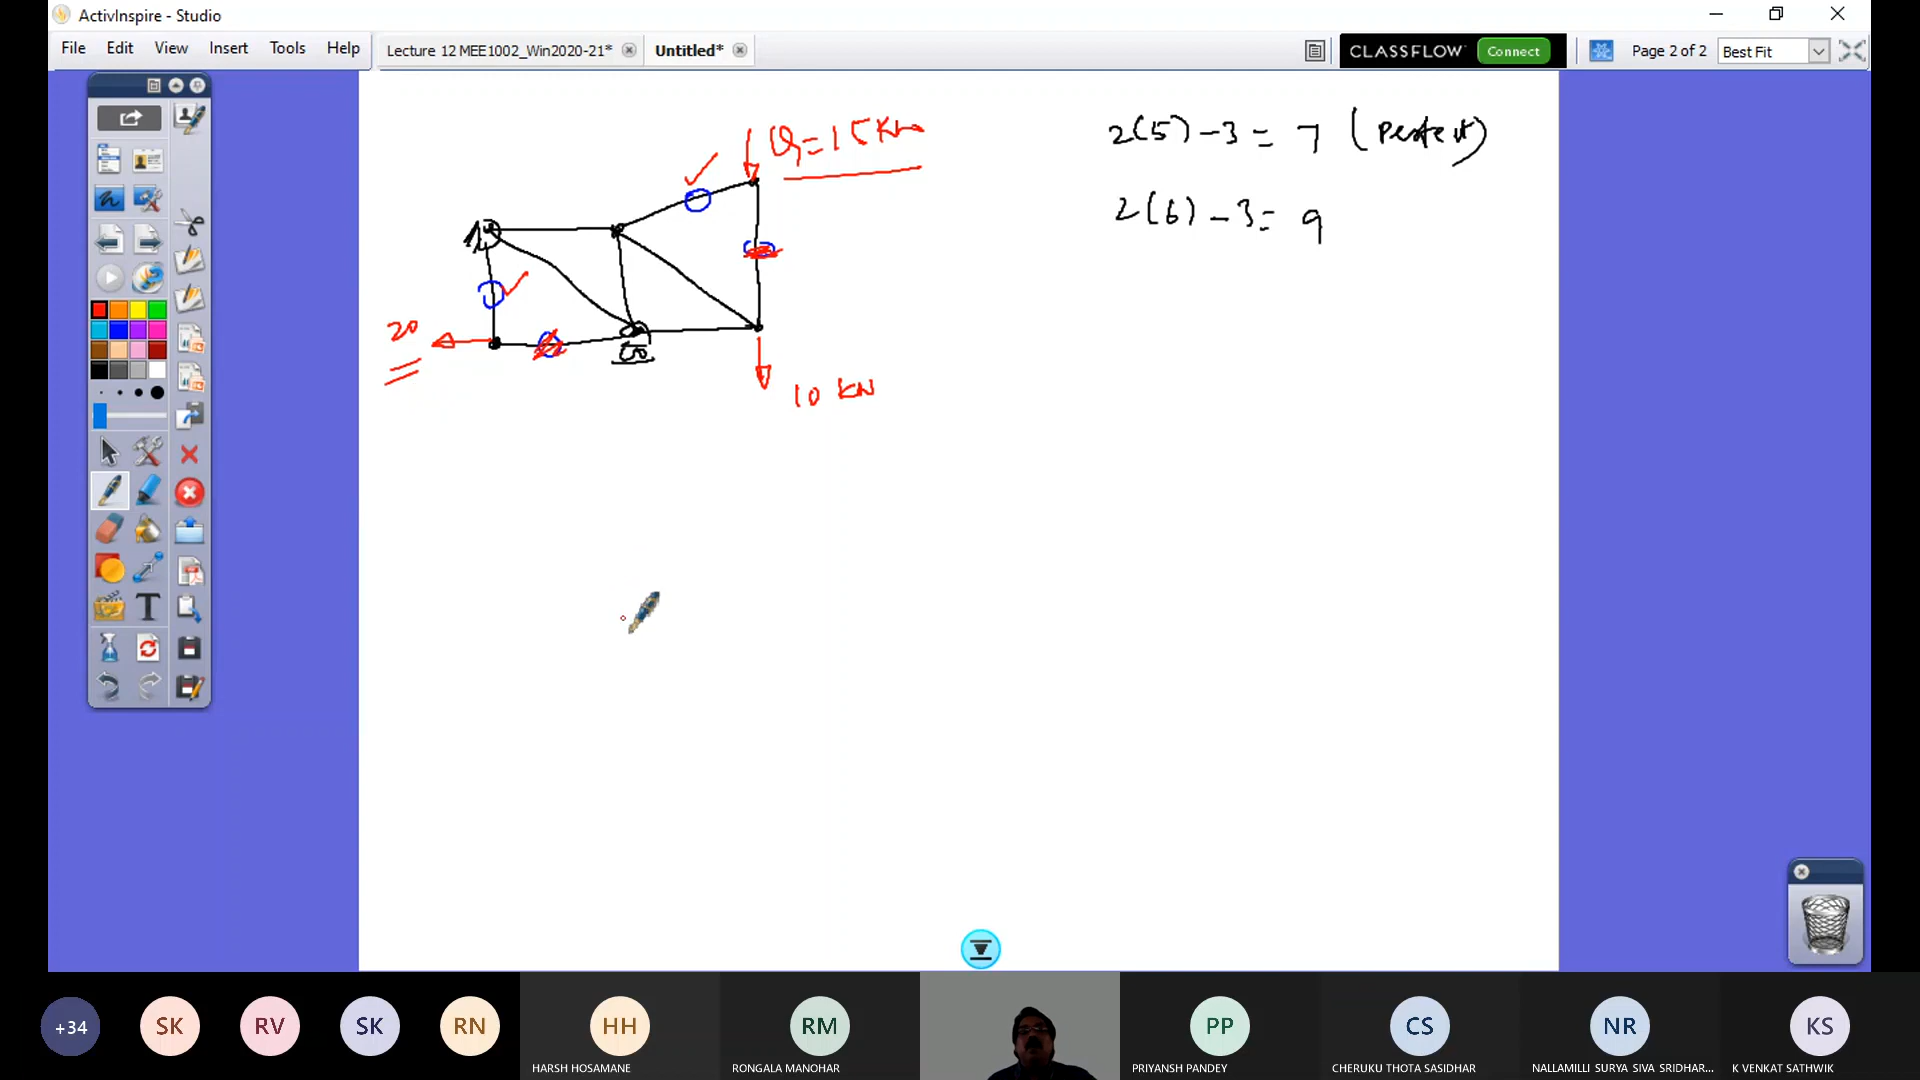 ActivInspire - Studio
File Edit View Insert Tools Help
Lecture 12 MEE1002_Win2020-21*
Untitled*
CLASSFLOW Connect
Page 2 of 2
Best Fit
=15 KN
2(5) - 3 = 7 (Perfect)
2(6) - 3 = 9
20
10 KN
T
+34 SK RV SK RN HH RM PP CS NR KS
HARSH HOSAMANE RONGALA MANOHAR PRIYANSH PANDEY CHERUKU THOTA SASIDHAR NALLAMILLI SURYA SIVA SRIDHAR... K VENKAT SATHWIK